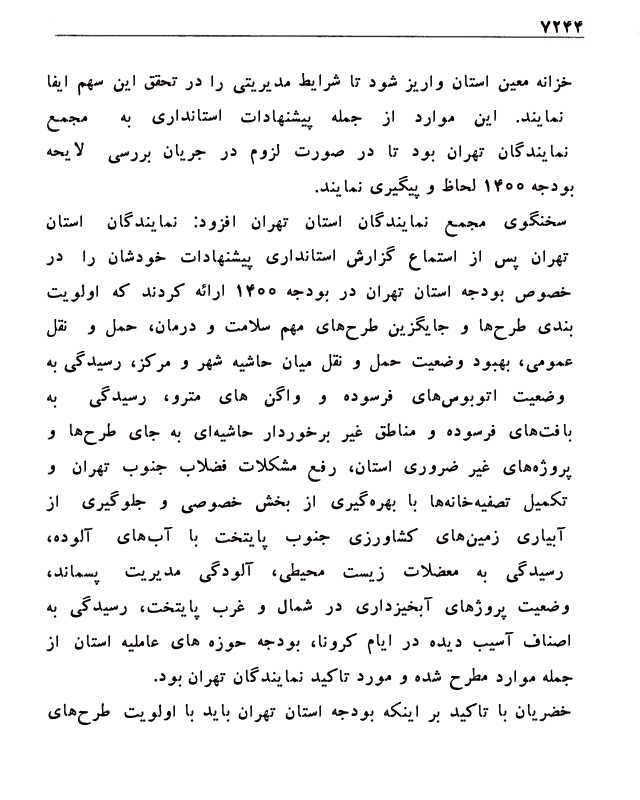 ۷۲۴۴
خزانه معین استان واریز شود تا شرایط مدیریتی را در تحقق این سهم ایفا
نمایند. این موارد از جمله پیشنهادات استانداری به مجمع
نمایندگان تهران بود تا در صورت لزوم در جریان بررسی لایحه
بودجه ۱۴۰۰ لحاظ و پیگیری نمایند.
سخنگوی مجمع نمایندگان استان تهران افزود: نمایندگان استان
تهران پس از استماع گزارش استانداری پیشنهادات خودشان را در
خصوص بودجه استان تهران در بودجه ۱۴۰۰ ارائه کردند که اولویت
بندی طرح‌ها و جایگزین طرح‌های مهم سلامت و درمان، حمل و نقل
عمومی، بهبود وضعیت حمل و نقل میان حاشیه شهر و مرکز، رسیدگی به
وضعیت اتوبوس‌های فرسوده و واگن های مترو، رسیدگی به
بافت‌های فرسوده و مناطق غیر برخوردار حاشیه‌ای به جای طرح‌ها و
پروژه‌های غیر ضروری استان، رفع مشکلات فضلاب جنوب تهران و
تکمیل تصفیه‌خانه‌ها با بهره‌گیری از بخش خصوصی و جلوگیری از
آبیاری زمین‌های کشاورزی جنوب پایتخت با آب‌های آلوده،
رسیدگی به معضلات زیست محیطی، آلودگی مدیریت پسماند،
وضعیت پروژهای آبخیزداری در شمال و غرب پایتخت، رسیدگی به
اصناف آسیب دیده در ایام کرونا، بودجه حوزه های عاملیه استان از
جمله موارد مطرح شده و مورد تاکید نمایندگان تهران بود.
خضریان با تاکید بر اینکه بودجه استان تهران باید با اولویت طرح‌های